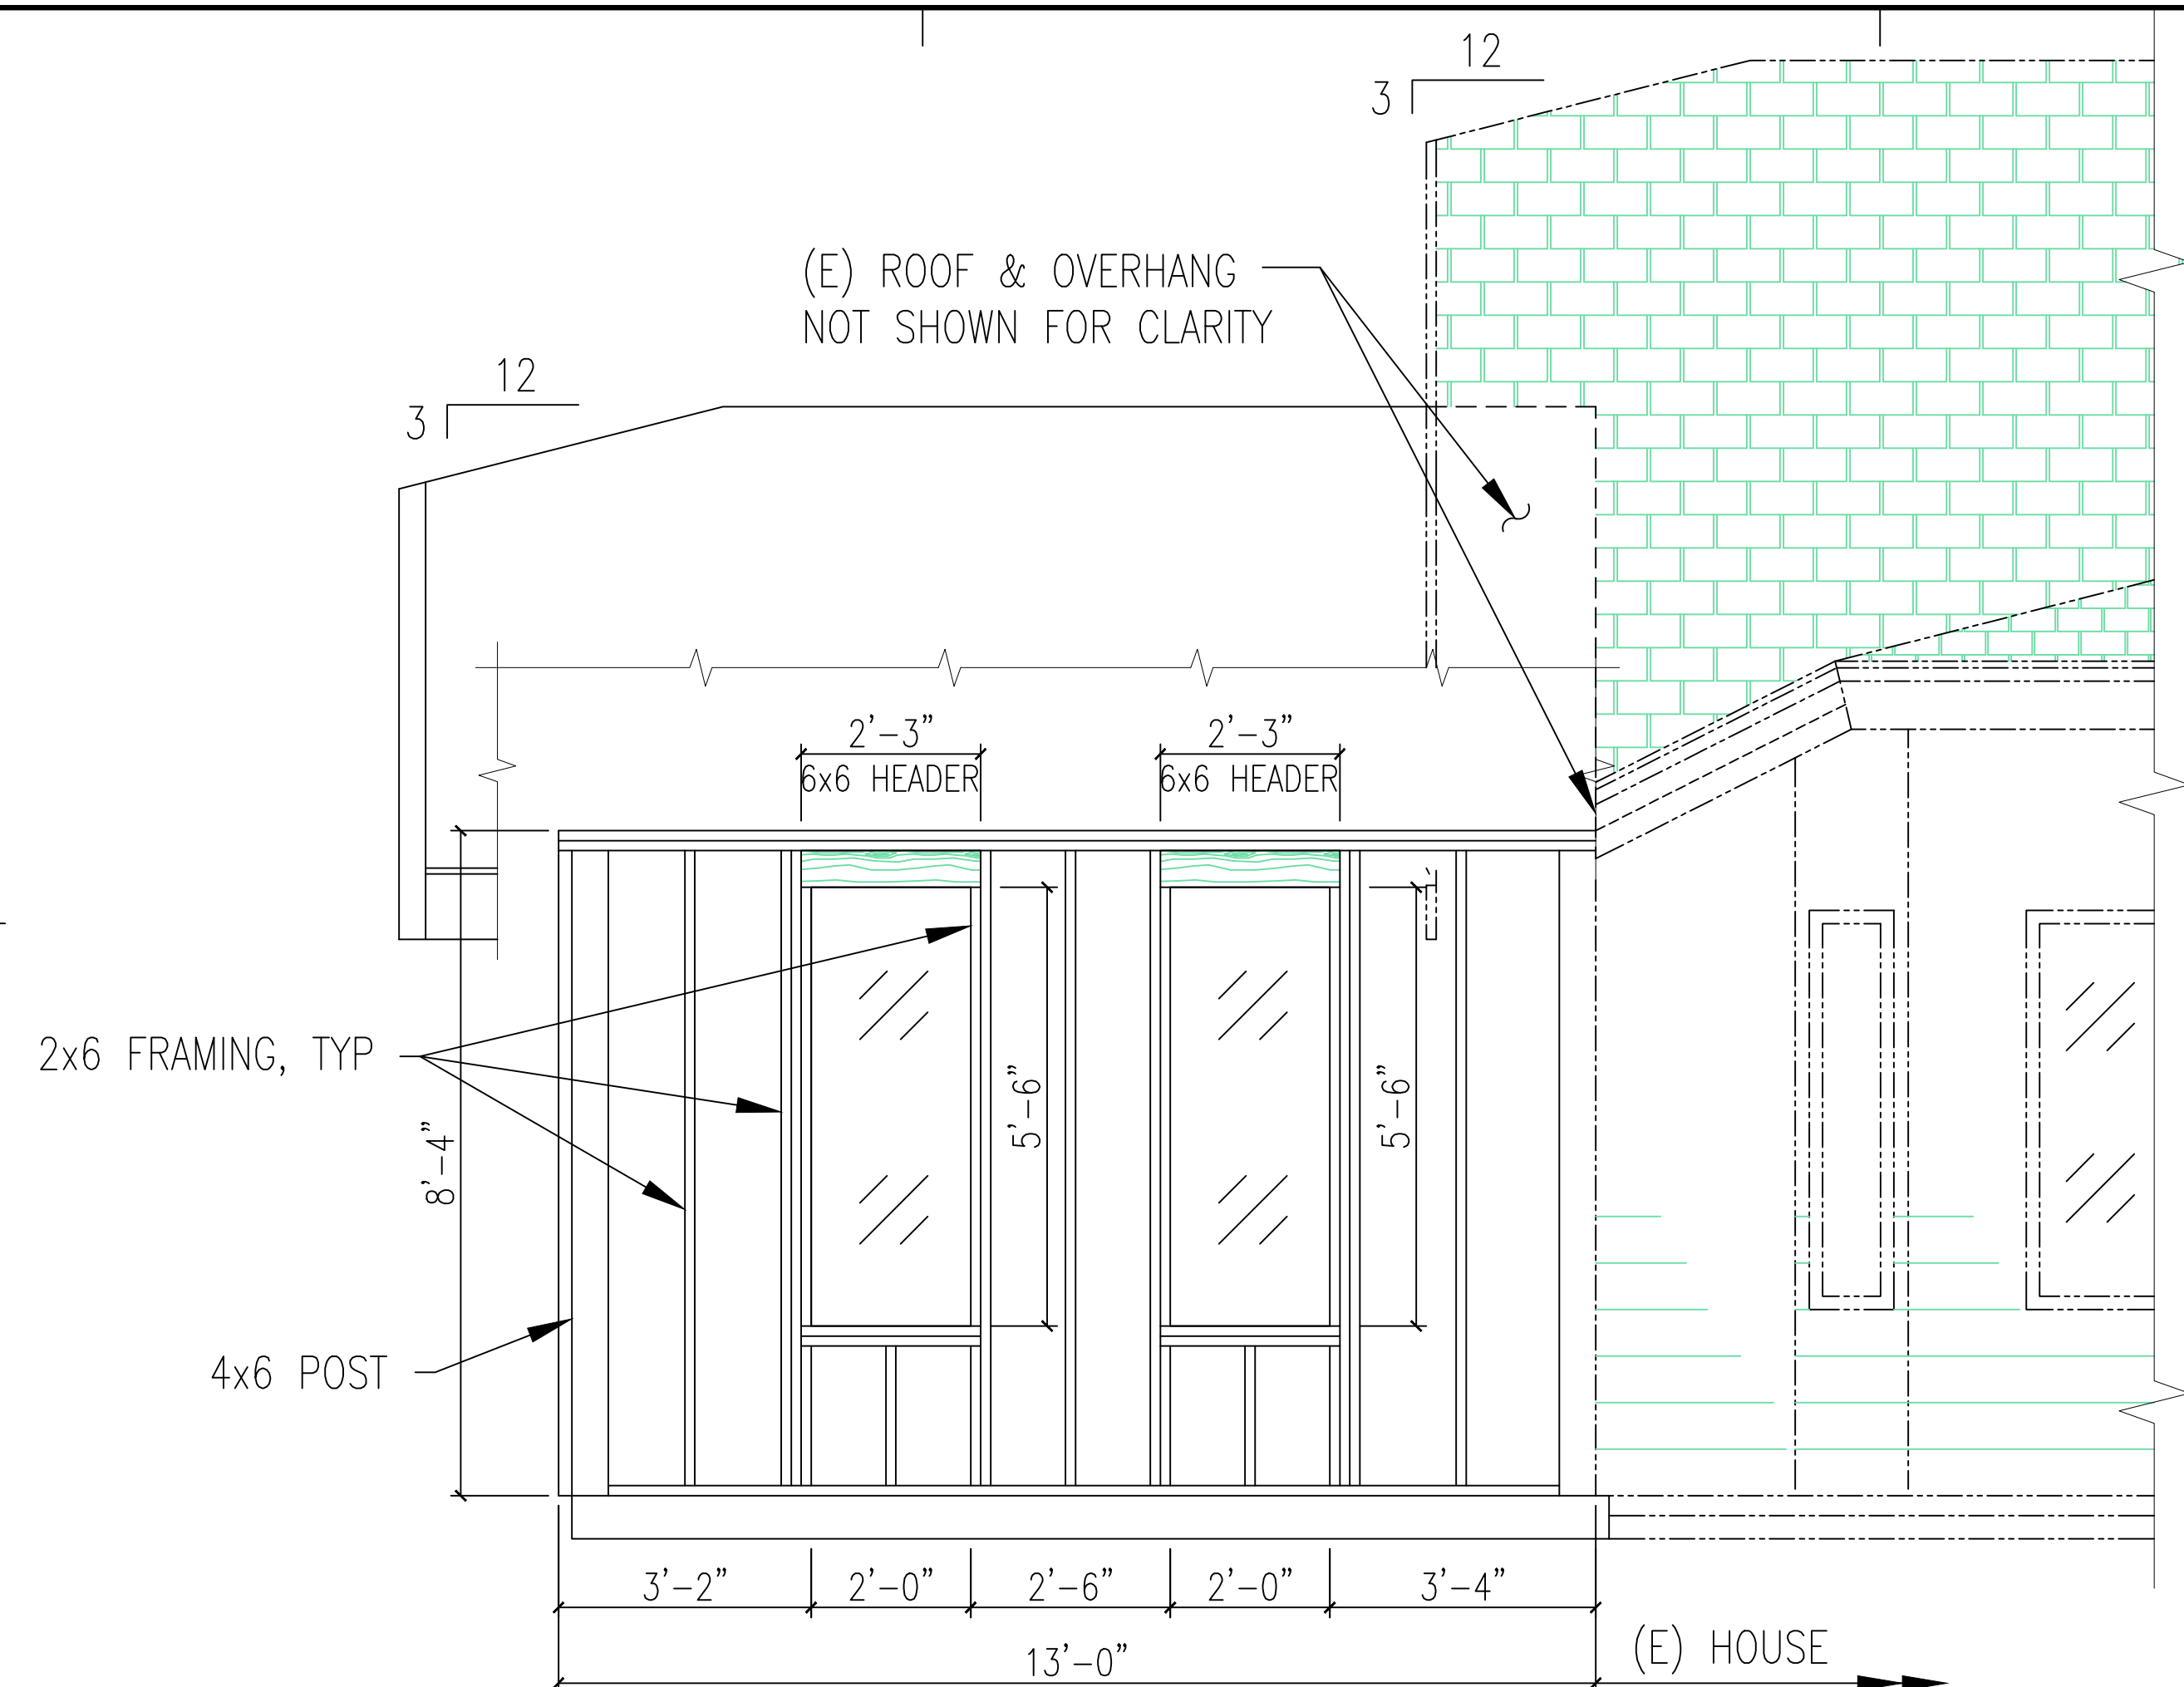 12
3
(E) ROOF & OVERHANG
NOT SHOWN FOR CLARITY
12
3
2'-3"
2'-3"
6x6 HEADER
6x6 HEADER
2x6 FRAMING, TYP
5'-6"
5'-6"
8'-4"
4x6 POST
3'-2"
2'-0"
2'-6"
2'-0"
3'-4"
13'-0"
(E) HOUSE